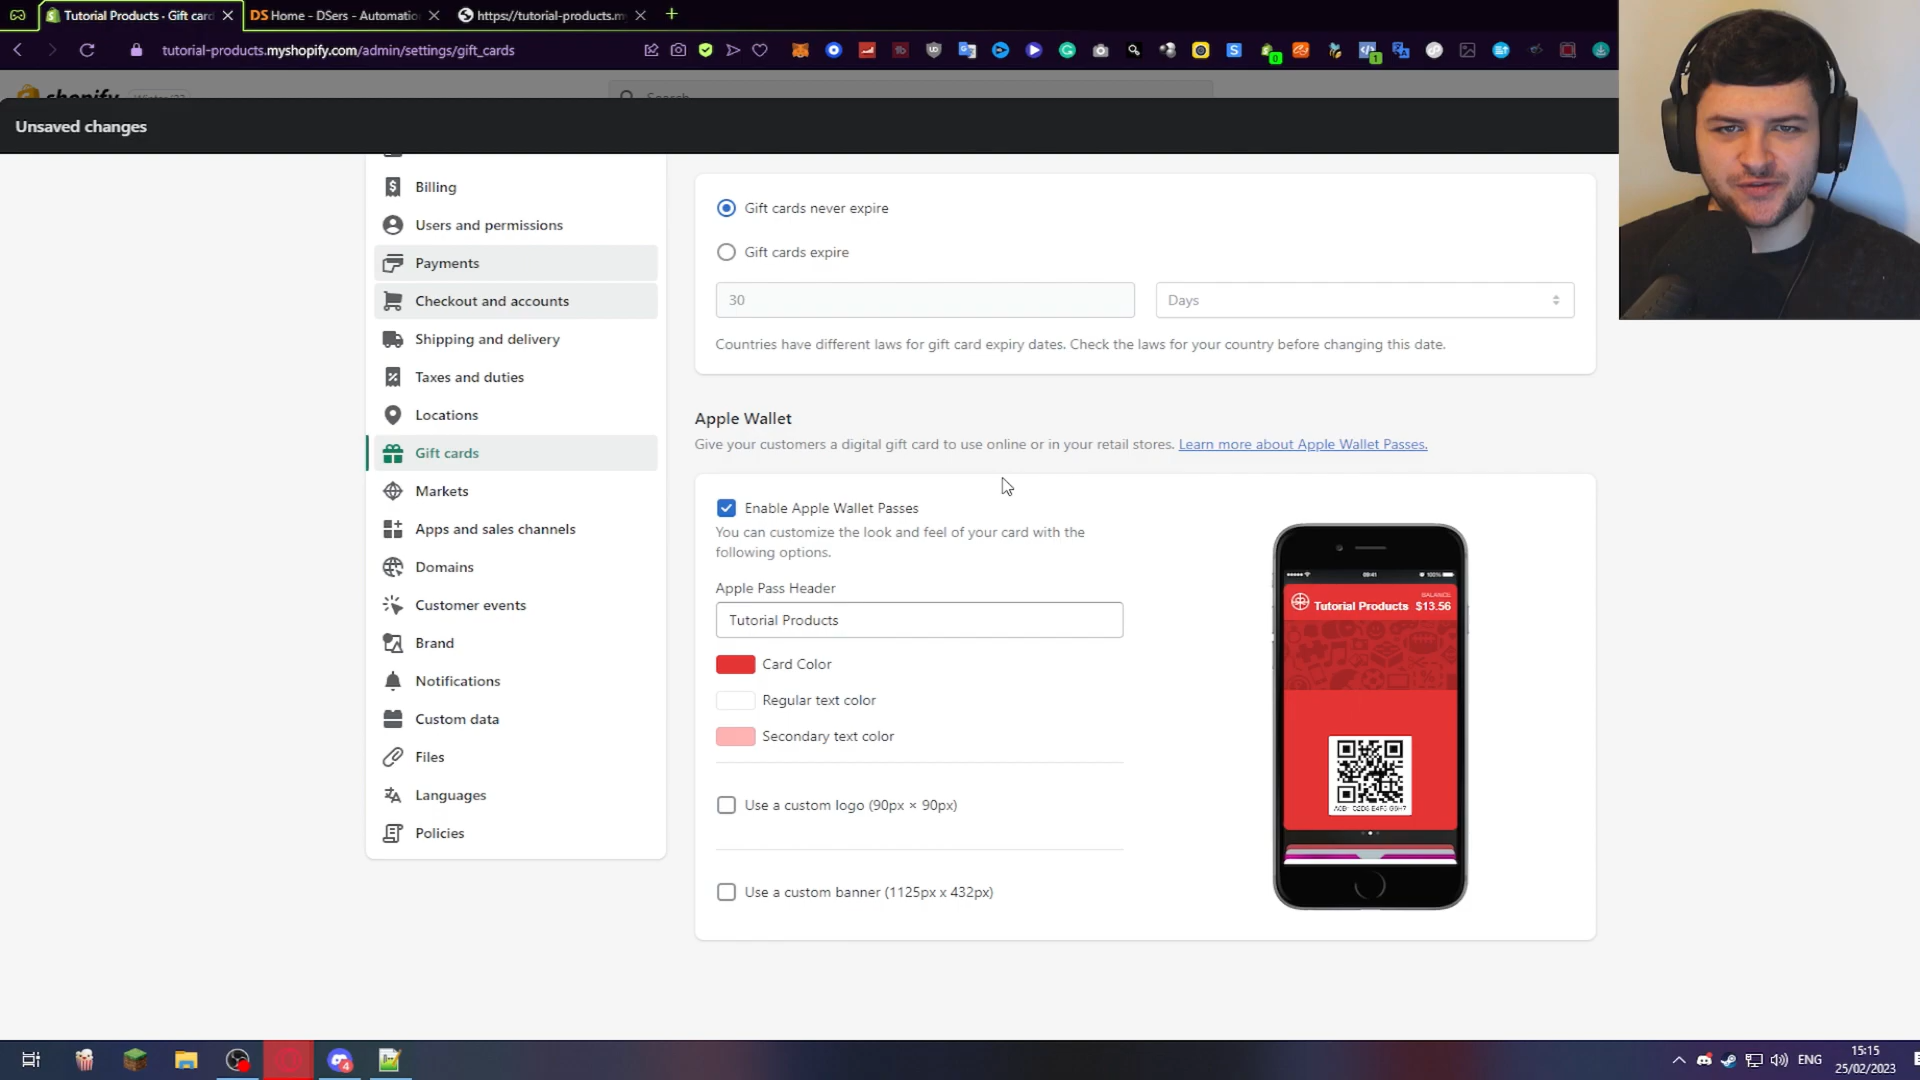 Tutorial Products · Gift car
DS Home - DSers - Automatio
https://tutorial-products.m
tutorial-products.myshopify.com/admin/settings/gift_cards
shopify
Search
Unsaved changes
Billing
Users and permissions
Payments
Checkout and accounts
Shipping and delivery
Taxes and duties
Locations
Gift cards
Markets
Apps and sales channels
Domains
Customer events
Brand
Notifications
Custom data
Files
Languages
Policies
Gift cards never expire
Gift cards expire
30
Days
Countries have different laws for gift card expiry dates. Check the laws for your country before changing this date.
Apple Wallet
Give your customers a digital gift card to use online or in your retail stores. Learn more about Apple Wallet Passes.
Enable Apple Wallet Passes
You can customize the look and feel of your card with the
following options.
Apple Pass Header
Tutorial Products
Card Color
Regular text color
Secondary text color
Use a custom logo (90px × 90px)
Use a custom banner (1125px x 432px)
09:41
100%
BALANCE
Tutorial Products $13.56
ENG
15:15
25/02/2023